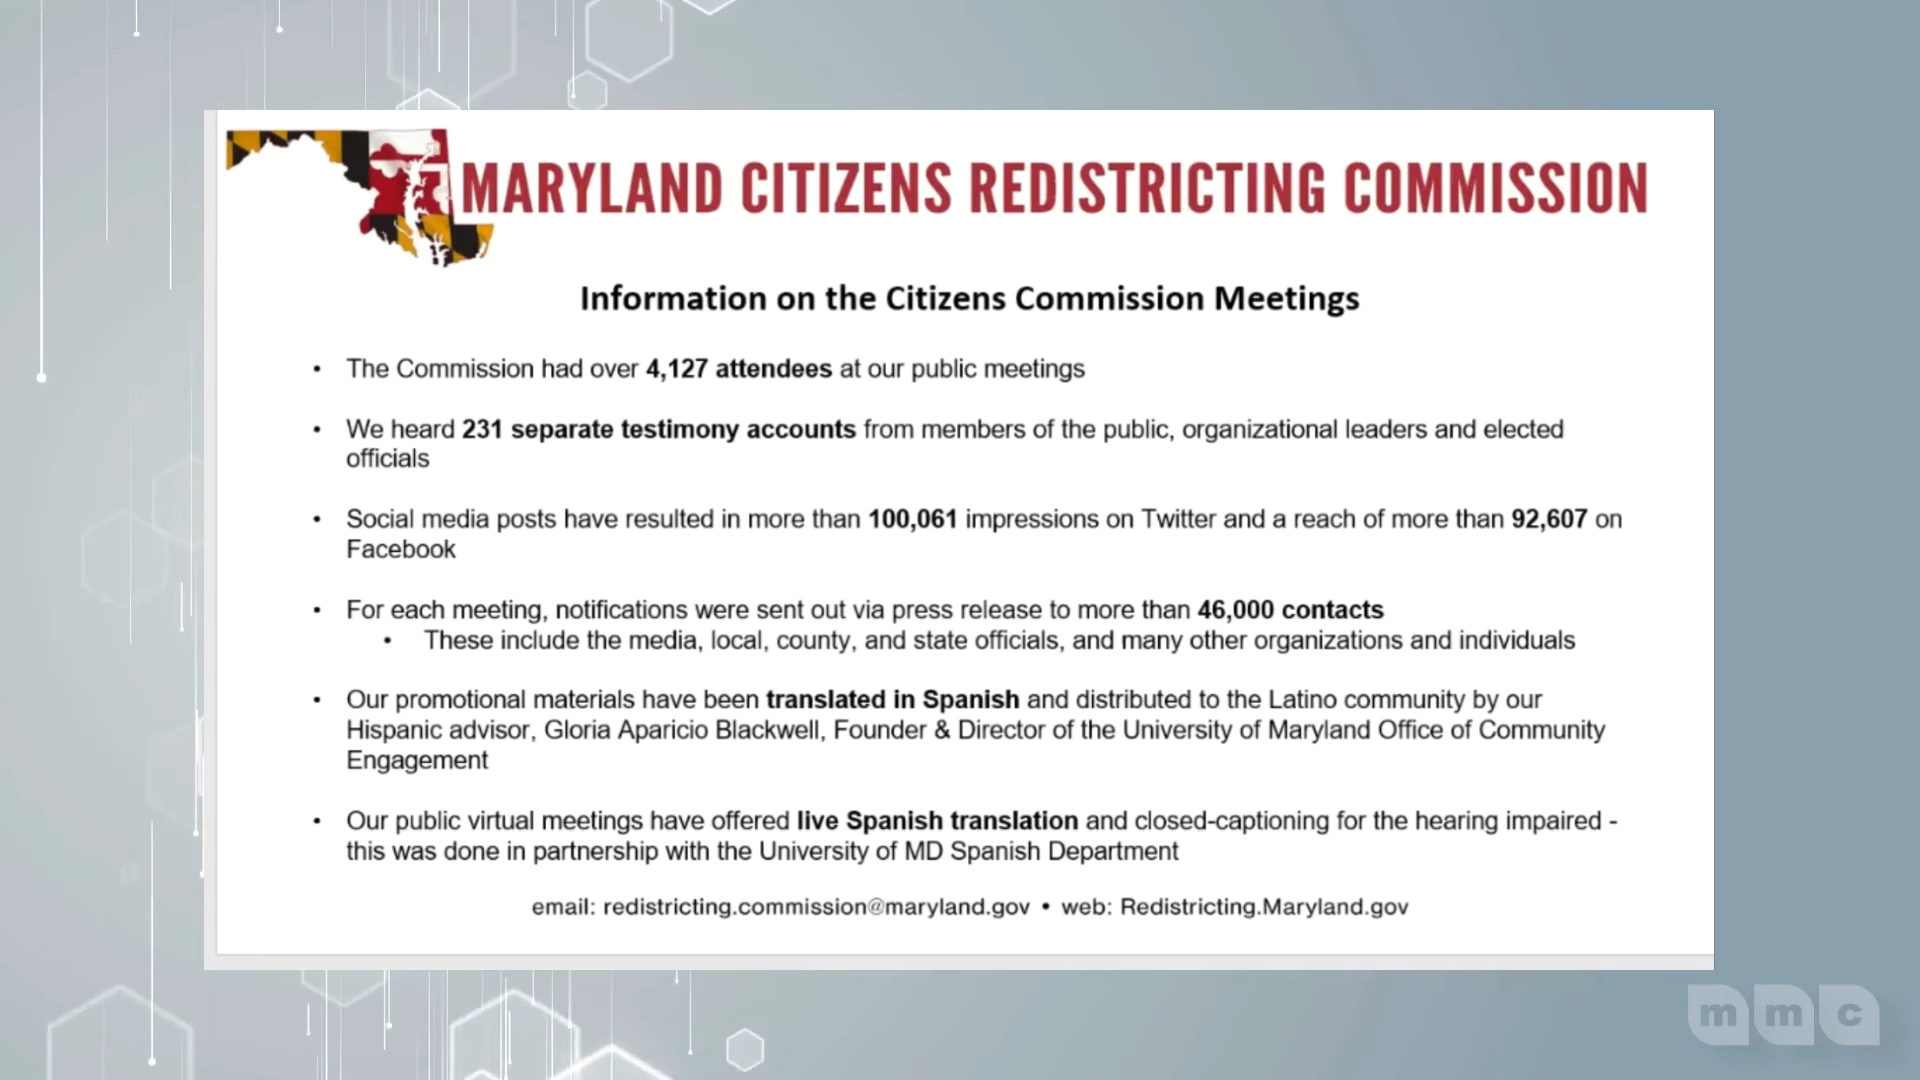 MARYLAND CITIZENS REDISTRICTING COMMISSION
Information on the Citizens Commission Meetings
• The Commission had over 4,127 attendees at our public meetings
• We heard 231 separate testimony accounts from members of the public, organizational leaders and elected
officials
• Social media posts have resulted in more than 100,061 impressions on Twitter and a reach of more than 92,607 on
Facebook
• For each meeting, notifications were sent out via press release to more than 46,000 contacts
• These include the media, local, county, and state officials, and many other organizations and individuals
• Our promotional materials have been translated in Spanish and distributed to the Latino community by our
Hispanic advisor, Gloria Aparicio Blackwell, Founder & Director of the University of Maryland Office of Community
Engagement
• Our public virtual meetings have offered live Spanish translation and closed-captioning for the hearing impaired -
this was done in partnership with the University of MD Spanish Department
email: redistricting.commission@maryland.gov • web: Redistricting.Maryland.gov
mmc